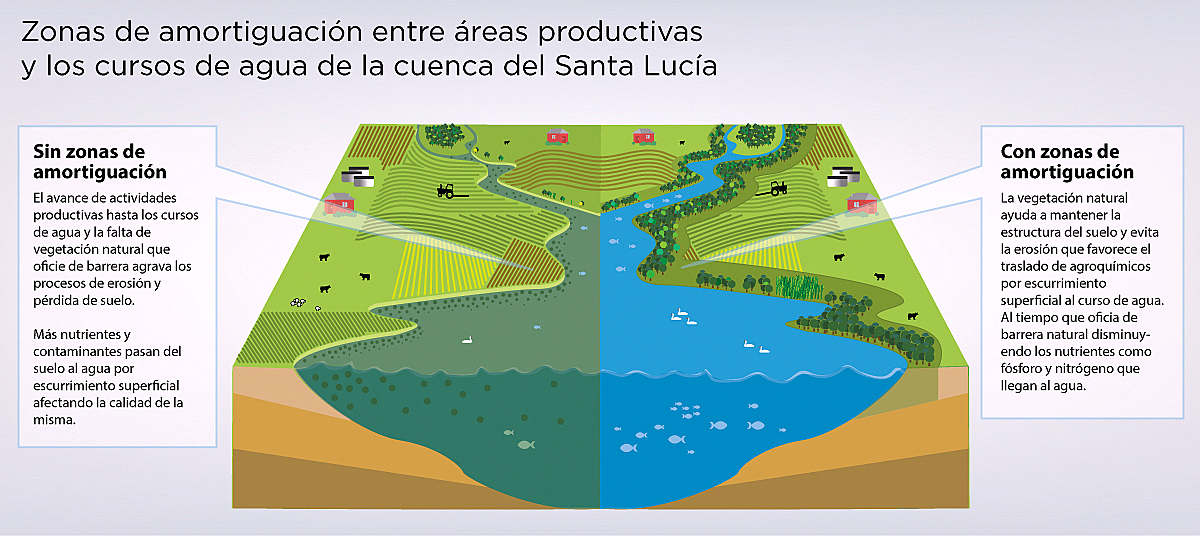 Zonas de amortiguación entre áreas productivas
y los cursos de agua de la cuenca del Santa Lucía
Sin zonas de
amortiguación
El avance de actividades
productivas hasta los cursos
de agua y la falta de
vegetación natural que
oficie de barrera agrava los
procesos de erosión y
pérdida de suelo.
Más nutrientes y
contaminantes pasan del
suelo al agua por
escurrimiento superficial
afectando la calidad de la
misma.
Con zonas de
amortiguación
La vegetación natural
ayuda a mantener la
estructura del suelo y evita
la erosión que favorece el
traslado de agroquímicos
por escurrimiento
superficial al curso de agua.
Al tiempo que oficia de
barrera natural disminuy-
endo los nutrientes como
fósforo y nitrógeno que
llegan al agua.